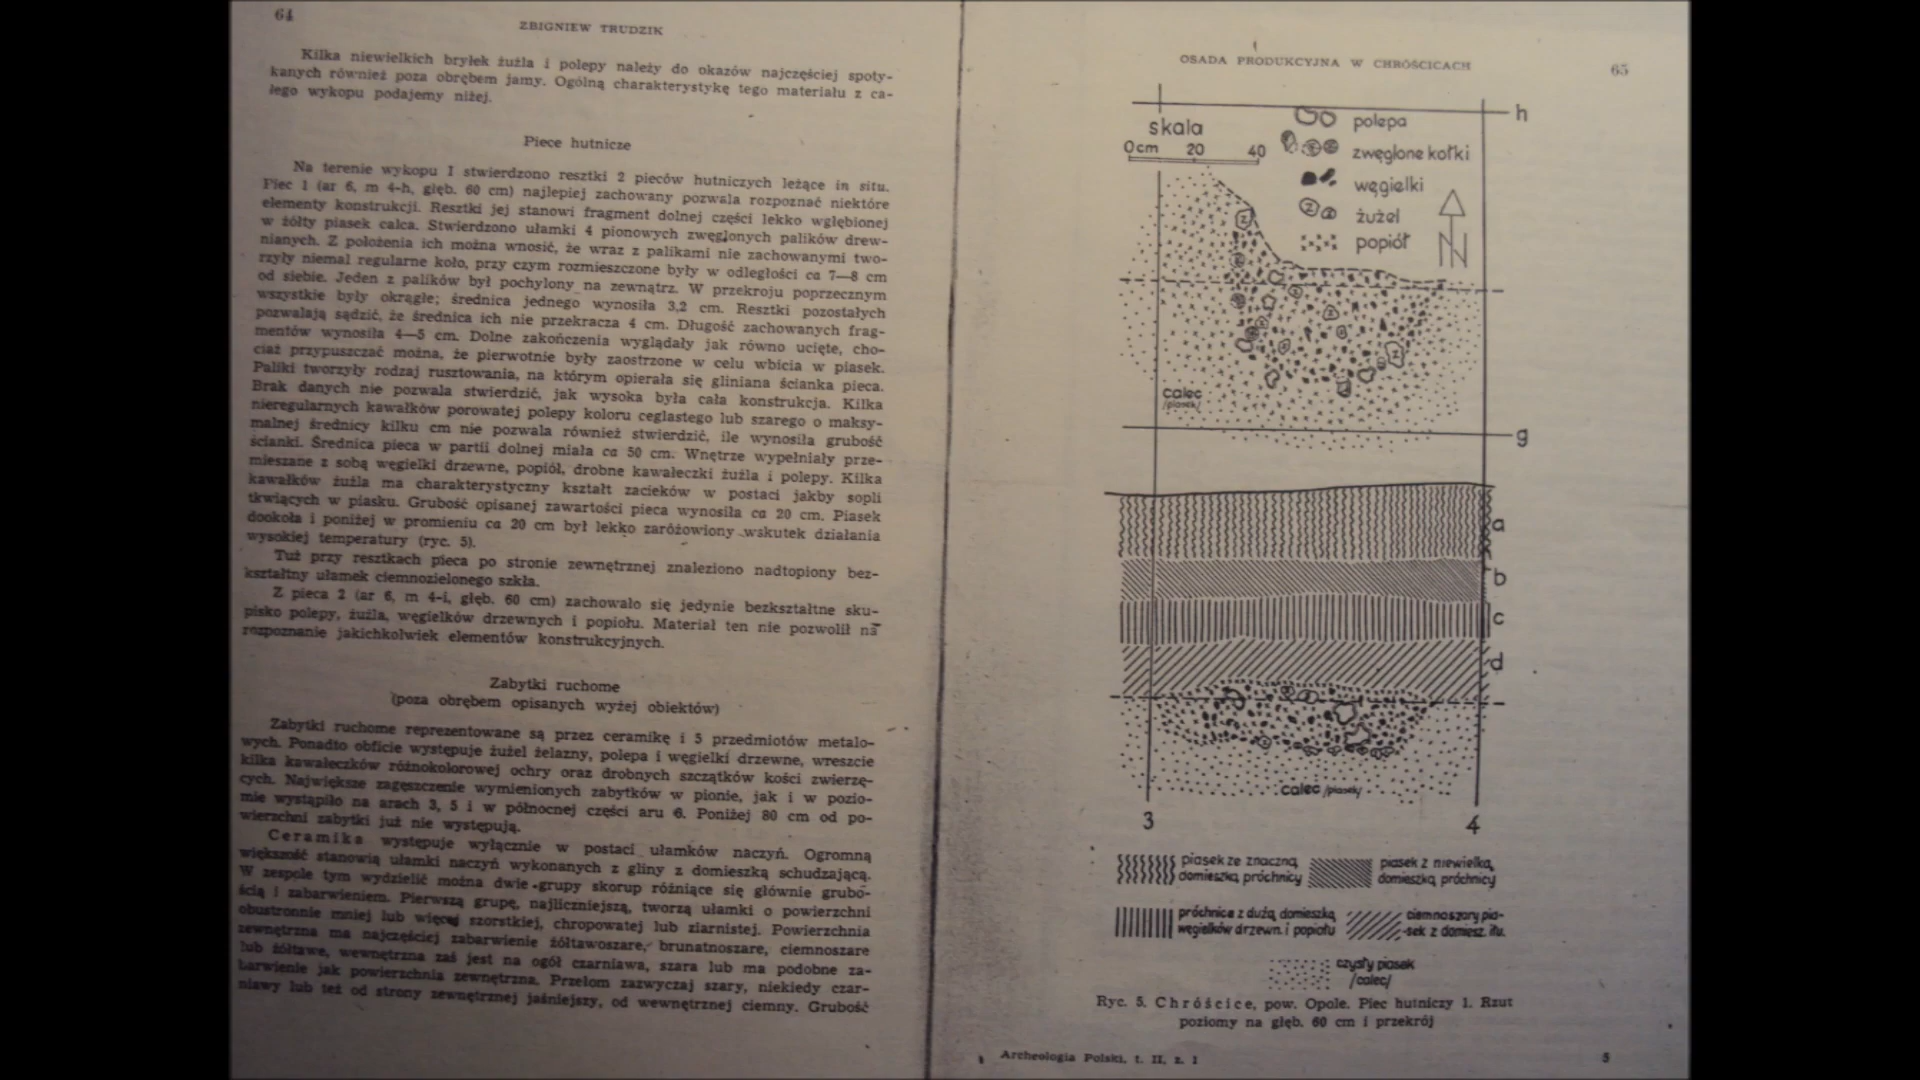 64
ZBIGNIEW TRUDZIK
Kilka niewielkich bryłek żużla i polepy należy do okazów najczęściej spoty-
kanych również poza obrębem jamy. Ogólną charakterystykę tego materiału z ca-
łego wykopu podajemy niżej.
Piece hutnicze
Na terenie wykopu I stwierdzono resztki 2 pieców hutniczych leżące in situ.
Piec 1 (ar 6, m 4-h, głęb. 60 cm) najlepiej zachowany pozwala rozpoznać niektóre
elementy konstrukcji. Resztki jej stanowi fragment dolnej części lekko wgłębionej
w żółty piasek calca. Stwierdzono ułamki 4 pionowych zwęglonych palików drew-
nianych. Z położenia ich można wnosić, że wraz z palikami nie zachowanymi two-
rzyły niemal regularne koło, przy czym rozmieszczone były w odległości ca 7—8 cm
od siebie. Jeden z palików był pochylony na zewnątrz. W przekroju poprzecznym
wszystkie były okrągłe; średnica jednego wynosiła 3,2 cm. Resztki pozostałych
pozwalają sądzić, że średnica ich nie przekracza 4 cm. Długość zachowanych frag-
mentów wynosiła 4—5 cm. Dolne zakończenia wyglądały jak równo ucięte, cho-
ciaż przypuszczać można, że pierwotnie były zaostrzone w celu wbicia w piasek.
Paliki tworzyły rodzaj rusztowania, na którym opierała się gliniana ścianka pieca.
Brak danych nie pozwala stwierdzić, jak wysoka była cała konstrukcja. Kilka
nieregularnych kawałków porowatej polepy koloru ceglastego lub szarego o maksy-
malnej średnicy kilku cm nie pozwala również stwierdzić, ile wynosiła grubość
ścianki. Średnica pieca w partii dolnej miała ca 50 cm. Wnętrze wypełniały prze-
mieszane z sobą węgielki drzewne, popiół, drobne kawałeczki żużla i polepy. Kilka
kawałków żużla ma charakterystyczny kształt zacieków w postaci jakby sopli
tkwiących w piasku. Grubość opisanej zawartości pieca wynosiła ca 20 cm. Piasek
dookoła i poniżej w promieniu ca 20 cm był lekko zaróżowiony wskutek działania
wysokiej temperatury (ryc. 5).
Tuż przy resztkach pieca po stronie zewnętrznej znaleziono nadtopiony bez-
kształtny ułamek ciemnozielonego szkła.
Z pieca 2 (ar 6, m 4-i, głęb. 60 cm) zachowało się jedynie bezkształtne sku-
pisko polepy, żużla, węgielków drzewnych i popiołu. Materiał ten nie pozwolił na
rozpoznanie jakichkolwiek elementów konstrukcyjnych.
Zabytki ruchome
(poza obrębem opisanych wyżej obiektów)
Zabytki ruchome reprezentowane są przez ceramikę i 5 przedmiotów metalo-
wych. Ponadto obficie występuje żużel żelazny, polepa i węgielki drzewne, wreszcie
kilka kawałeczków różnokolorowej ochry oraz drobnych szczątków kości zwierzę-
cych. Największe zagęszczenie wymienionych zabytków w pionie, jak i w pozio-
mie wystąpiło na arach 3, 5 i w północnej części aru 6. Poniżej 80 cm od po-
wierzchni zabytki już nie występują.
Ceramika występuje wyłącznie w postaci ułamków naczyń. Ogromną
większość stanowią ułamki naczyń wykonanych z gliny z domieszką schudzającą.
W zespole tym wydzielić można dwie grupy skorup różniące się głównie grubo-
ścią i zabarwieniem. Pierwszą grupę, najliczniejszą, tworzą ułamki o powierzchni
obustronnie mniej lub więcej szorstkiej, chropowatej lub ziarnistej. Powierzchnia
zewnętrzna ma najczęściej zabarwienie żółtawoszare, brunatnoszare, ciemnoszare
lub żółtawe, wewnętrzna zaś jest na ogół czarniawa, szara lub ma podobne za-
barwienie jak powierzchnia zewnętrzna. Przełom zazwyczaj szary, niekiedy czar-
niawy lub też od strony zewnętrznej jaśniejszy, od wewnętrznej ciemny. Grubość
OSADA PRODUKCYJNA W CHRÓŚCICACH
65
h
skala
0cm 20 40
polepa
zwęglone kołki
węgielki
żużel
popiół
N
calec
/piasek/
g
a
b
c
d
calec /piasek/
3
4
piasek ze znaczną
domieszką próchnicy
piasek z niewielką
domieszką próchnicy
próchnica z dużą domieszką
węgielków drzewn. i popiołu
ciemnoszary pia-
-sek z domiesz. iłu.
czysty piasek
/calec/
Ryc. 5. Chróścice, pow. Opole. Piec hutniczy 1. Rzut
poziomy na głęb. 60 cm i przekrój
Archeologia Polski, t. II, z. 1
5